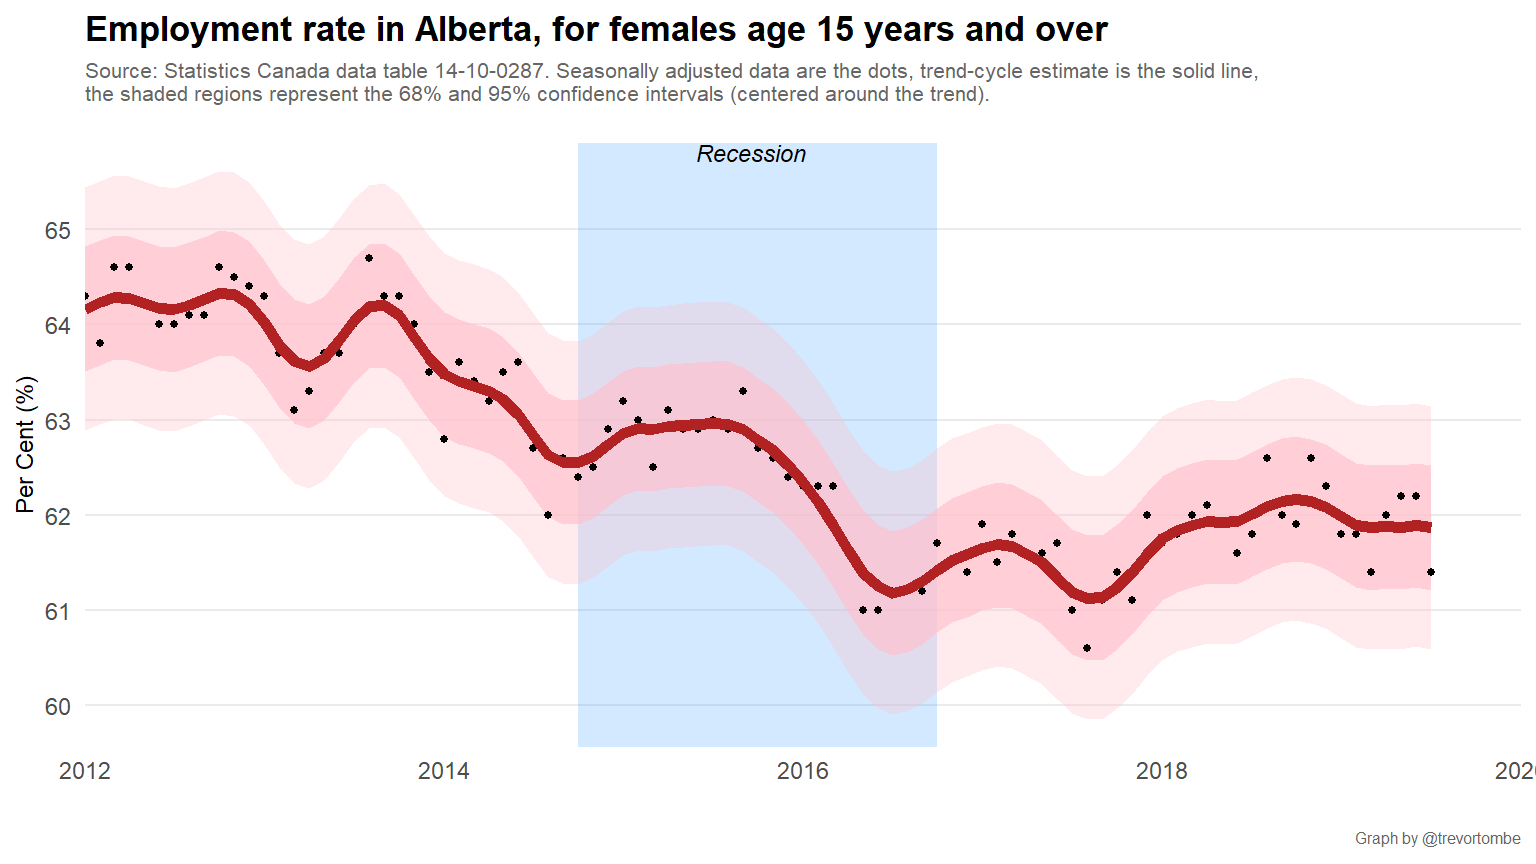 Employment rate in Alberta, for females age 15 years and over
Source: Statistics Canada data table 14-10-0287. Seasonally adjusted data are the dots, trend-cycle estimate is the solid line,
the shaded regions represent the 68% and 95% confidence intervals (centered around the trend).
Recession
65
64
63
62
61
60
Per Cent (%)
2012 2014 2016 2018 202
Graph by @trevortombe